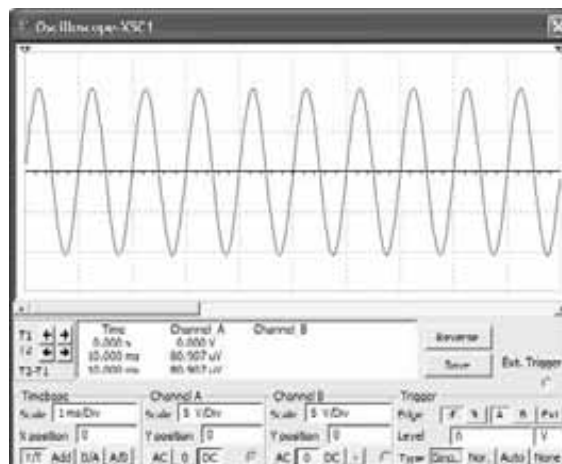 Oscilloscope-XSC1
T1
T2
T2-T1
Time Channel A Channel B
0.000 s 0.000 V
10.000 ms 80.907 uV
10.000 ms 80.907 uV
Reverse
Save
Ext. Trigger
Timebase
Scale 1 ms/Div
X position 0
Y/T Add B/A A/B
Channel A
Scale 5 V/Div
Y position 0
AC 0 DC
Channel B
Scale 5 V/Div
Y position 0
AC 0 DC -
Trigger
Edge A B Ext
Level 0 V
Type Sing. Nor. Auto None